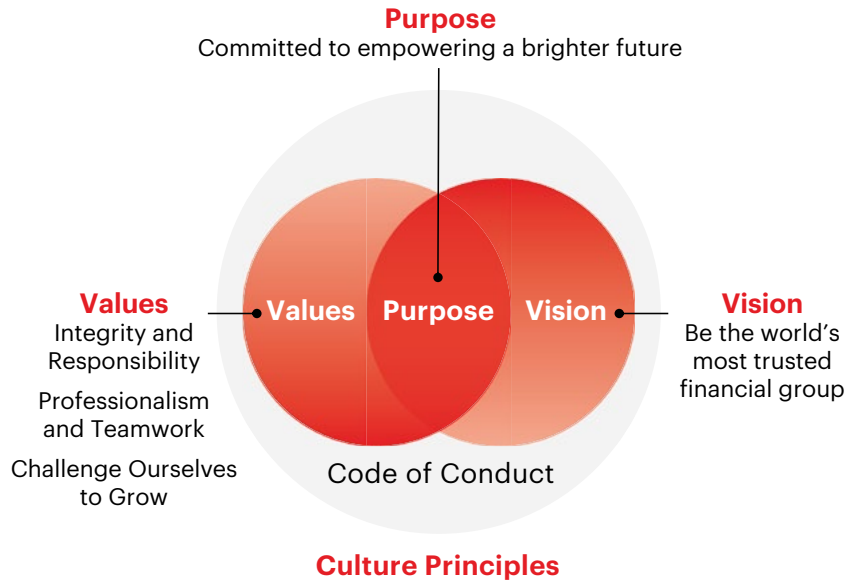 Purpose
Committed to empowering a brighter future
Values
Integrity and
Responsibility
Professionalism
and Teamwork
Challenge Ourselves
to Grow
Values
Purpose
Vision
Vision
Be the world’s
most trusted
financial group
Code of Conduct
Culture Principles